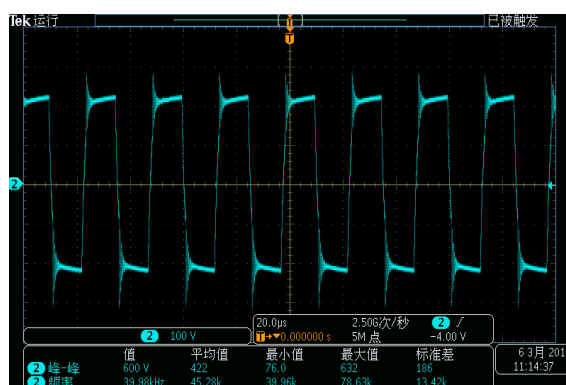 Tek 运行 已被触发
T
T
2
2 100 V
20.0µs 2.50G次/秒 2
T→▼0.000000 s 5M 点 -4.00 V
值 平均值 最小值 最大值 标准差
2 峰-峰 600 V 422 76.0 632 186
2 频率 39.98kHz 45.28k 39.96k 78.63k 13.42k
6 3月 201
11:14:37